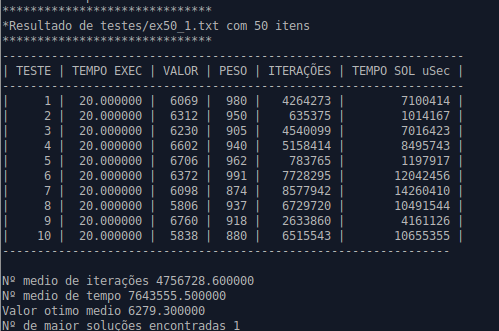 ****************************
*Resultado de testes/ex50_1.txt com 50 itens
****************************
--------------------------------------------------------------
| TESTE | TEMPO EXEC | VALOR | PESO | ITERAÇÕES | TEMPO SOL uSec |
--------------------------------------------------------------
| 1 | 20.000000 | 6069 | 980 | 4264273 | 7100414 |
| 2 | 20.000000 | 6312 | 950 | 635375 | 1014167 |
| 3 | 20.000000 | 6230 | 905 | 4540099 | 7016423 |
| 4 | 20.000000 | 6602 | 940 | 5158414 | 8495743 |
| 5 | 20.000000 | 6706 | 962 | 783765 | 1197917 |
| 6 | 20.000000 | 6372 | 991 | 7728295 | 12042456 |
| 7 | 20.000000 | 6098 | 874 | 8577942 | 14260410 |
| 8 | 20.000000 | 5806 | 937 | 6729720 | 10491544 |
| 9 | 20.000000 | 6760 | 918 | 2633860 | 4161126 |
| 10 | 20.000000 | 5838 | 880 | 6515543 | 10655355 |
--------------------------------------------------------------
Nº medio de iterações 4756728.600000
Nº medio de tempo 7643555.500000
Valor otimo medio 6279.300000
Nº de maior soluções encontradas 1